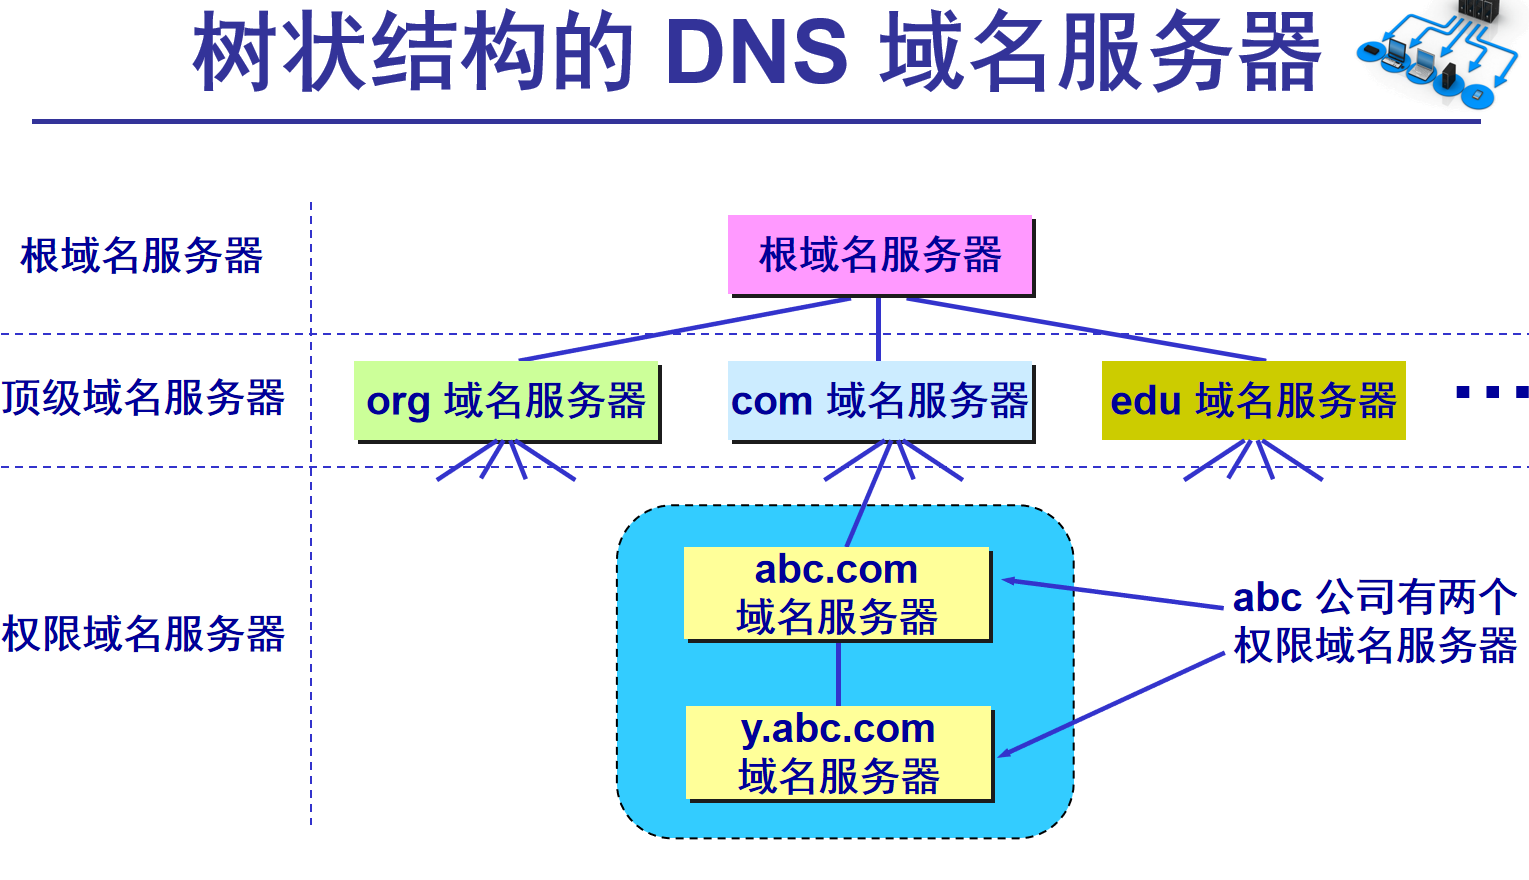 树状结构的 DNS 域名服务器
根域名服务器
根域名服务器
顶级域名服务器
org 域名服务器
com 域名服务器
edu 域名服务器
…
权限域名服务器
abc.com
域名服务器
y.abc.com
域名服务器
abc 公司有两个
权限域名服务器